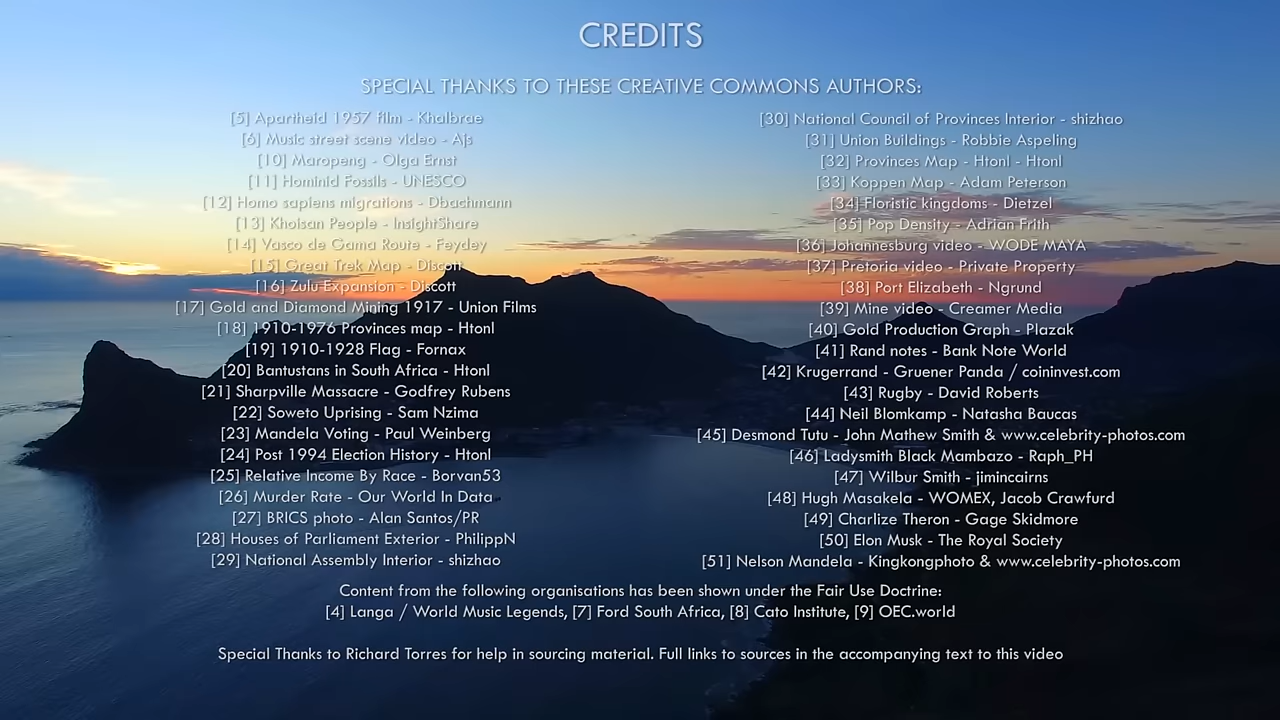 CREDITS
SPECIAL THANKS TO THESE CREATIVE COMMONS AUTHORS:
[5] Apartheid 1957 film - Khalbrae
[6] Music street scene video - Ajs
[10] Maropeng - Olga Ernst
[11] Hominid Fossils - UNESCO
[12] Homo sapiens migrations - Dbachmann
[13] Khoisan People - InsightShare
[14] Vasco de Gama Route - Feydey
[15] Great Trek Map - Discott
[16] Zulu Expansion - Discott
[17] Gold and Diamond Mining 1917 - Union Films
[18] 1910-1976 Provinces map - Htonl
[19] 1910-1928 Flag - Fornax
[20] Bantustans in South Africa - Htonl
[21] Sharpville Massacre - Godfrey Rubens
[22] Soweto Uprising - Sam Nzima
[23] Mandela Voting - Paul Weinberg
[24] Post 1994 Election History - Htonl
[25] Relative Income By Race - Borvan53
[26] Murder Rate - Our World In Data
[27] BRICS photo - Alan Santos/PR
[28] Houses of Parliament Exterior - PhilippN
[29] National Assembly Interior - shizhao
[30] National Council of Provinces Interior - shizhao
[31] Union Buildings - Robbie Aspeling
[32] Provinces Map - Htonl - Htonl
[33] Koppen Map - Adam Peterson
[34] Floristic kingdoms - Dietzel
[35] Pop Density - Adrian Frith
[36] Johannesburg video - WODE MAYA
[37] Pretoria video - Private Property
[38] Port Elizabeth - Ngrund
[39] Mine video - Creamer Media
[40] Gold Production Graph - Plazak
[41] Rand notes - Bank Note World
[42] Krugerrand - Gruener Panda / coininvest.com
[43] Rugby - David Roberts
[44] Neil Blomkamp - Natasha Baucas
[45] Desmond Tutu - John Mathew Smith & www.celebrity-photos.com
[46] Ladysmith Black Mambazo - Raph_PH
[47] Wilbur Smith - jimincairns
[48] Hugh Masakela - WOMEX, Jacob Crawfurd
[49] Charlize Theron - Gage Skidmore
[50] Elon Musk - The Royal Society
[51] Nelson Mandela - Kingkongphoto & www.celebrity-photos.com
Content from the following organisations has been shown under the Fair Use Doctrine:
[4] Langa / World Music Legends, [7] Ford South Africa, [8] Cato Institute, [9] OEC.world
Special Thanks to Richard Torres for help in sourcing material. Full links to sources in the accompanying text to this video